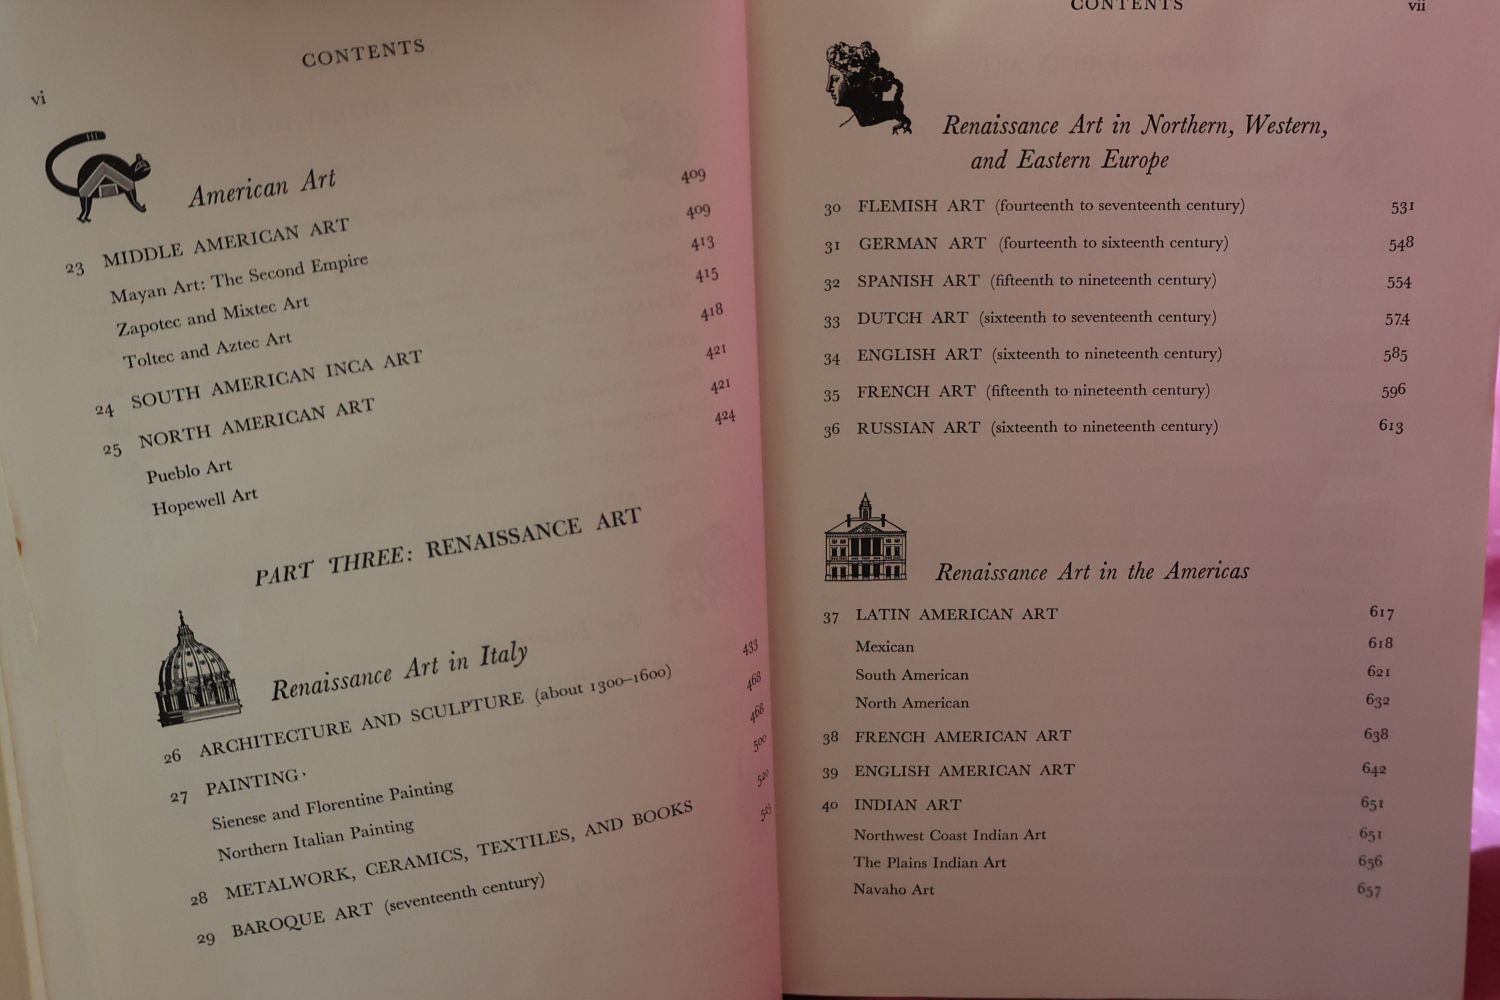 CONTENTS
vi
American Art
23 MIDDLE AMERICAN ART 409
Mayan Art: The Second Empire 409
Zapotec and Mixtec Art 413
Toltec and Aztec Art 415
24 SOUTH AMERICAN INCA ART 418
25 NORTH AMERICAN ART 421
Pueblo Art 421
Hopewell Art 424
PART THREE: RENAISSANCE ART
Renaissance Art in Italy
26 ARCHITECTURE AND SCULPTURE (about 1300–1600) 433
27 PAINTING 468
Sienese and Florentine Painting 468
Northern Italian Painting 500
28 METALWORK, CERAMICS, TEXTILES, AND BOOKS 520
29 BAROQUE ART (seventeenth century) 525
CONTENTS vii
Renaissance Art in Northern, Western,
and Eastern Europe
30 FLEMISH ART (fourteenth to seventeenth century) 531
31 GERMAN ART (fourteenth to sixteenth century) 548
32 SPANISH ART (fifteenth to nineteenth century) 554
33 DUTCH ART (sixteenth to seventeenth century) 574
34 ENGLISH ART (sixteenth to nineteenth century) 585
35 FRENCH ART (fifteenth to nineteenth century) 596
36 RUSSIAN ART (sixteenth to nineteenth century) 613
Renaissance Art in the Americas
37 LATIN AMERICAN ART 617
Mexican 618
South American 621
North American 632
38 FRENCH AMERICAN ART 638
39 ENGLISH AMERICAN ART 642
40 INDIAN ART 651
Northwest Coast Indian Art 651
The Plains Indian Art 656
Navaho Art 657